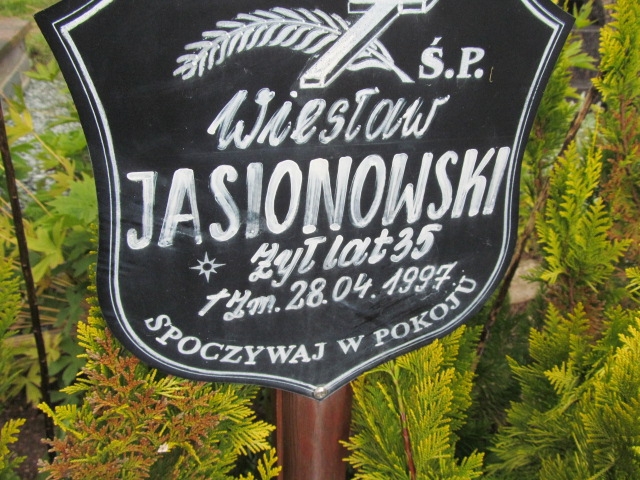 Ś.P.
Wiesław
JASIONOWSKI
Żył lat 35
† Zm. 28.04.1997.
SPOCZYWAJ W POKOJU